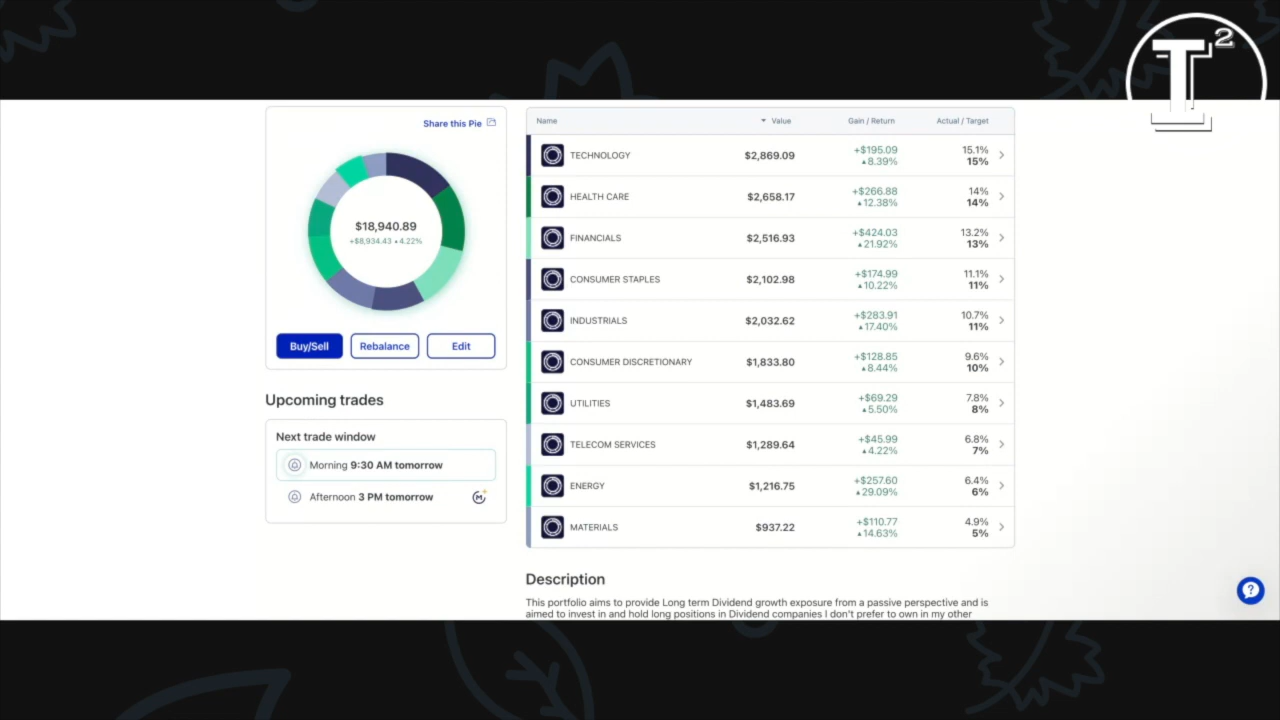 T²
Share this Pie
$18,940.89
+$8,934.43 ▲4.22%
Buy/Sell
Rebalance
Edit
Upcoming trades
Next trade window
Morning 9:30 AM tomorrow
Afternoon 3 PM tomorrow
M
Name Value Gain / Return Actual / Target
TECHNOLOGY $2,869.09 +$195.09 15.1%
▲8.39% 15%
HEALTH CARE $2,658.17 +$266.88 14%
▲12.38% 14%
FINANCIALS $2,516.93 +$424.03 13.2%
▲21.92% 13%
CONSUMER STAPLES $2,102.98 +$174.99 11.1%
▲10.22% 11%
INDUSTRIALS $2,032.62 +$283.91 10.7%
▲17.40% 11%
CONSUMER DISCRETIONARY $1,833.80 +$128.85 9.6%
▲8.44% 10%
UTILITIES $1,483.69 +$69.29 7.8%
▲5.50% 8%
TELECOM SERVICES $1,289.64 +$45.99 6.8%
▲4.22% 7%
ENERGY $1,216.75 +$257.60 6.4%
▲29.09% 6%
MATERIALS $937.22 +$110.77 4.9%
▲14.63% 5%
Description
This portfolio aims to provide Long term Dividend growth exposure from a passive perspective and is
aimed to invest in and hold long positions in Dividend companies I don't prefer to own in my other
?